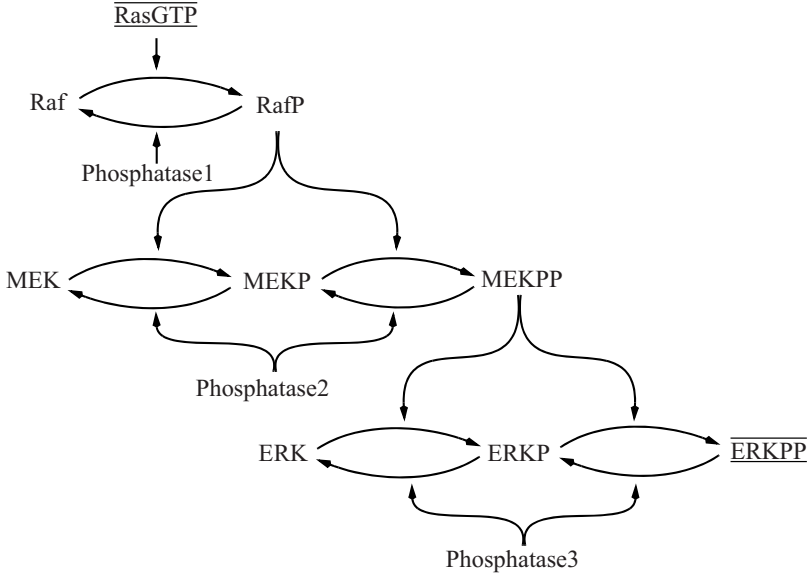 RasGTP
Raf RafP
Phosphatase1
MEK MEKP MEKPP
Phosphatase2
ERK ERKP ERKPP
Phosphatase3